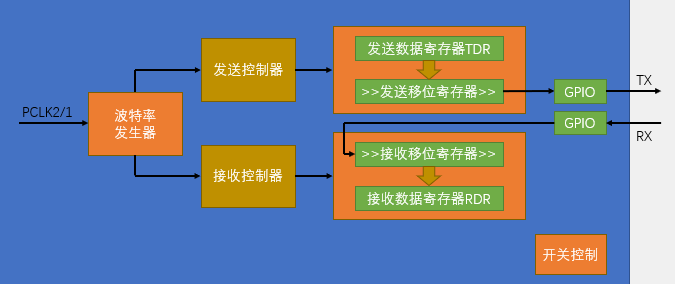 发送数据寄存器TDR
发送控制器
>>发送移位寄存器>>
GPIO
TX
PCLK2/1
波特率
发生器
GPIO
RX
>>接收移位寄存器>>
接收控制器
接收数据寄存器RDR
开关控制